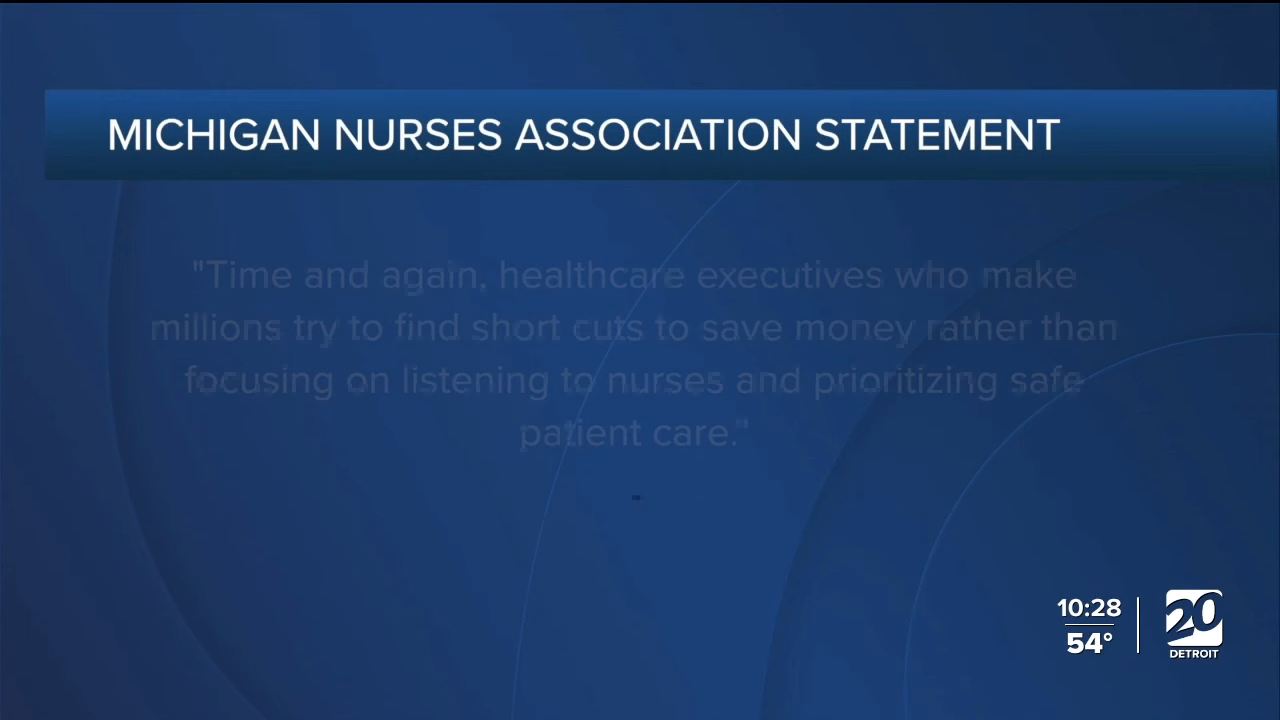 MICHIGAN NURSES ASSOCIATION STATEMENT
"Time and again, healthcare executives who make
millions try to find short cuts to save money rather than
focusing on listening to nurses and prioritizing safe
patient care."
10:28
54°
20
DETROIT